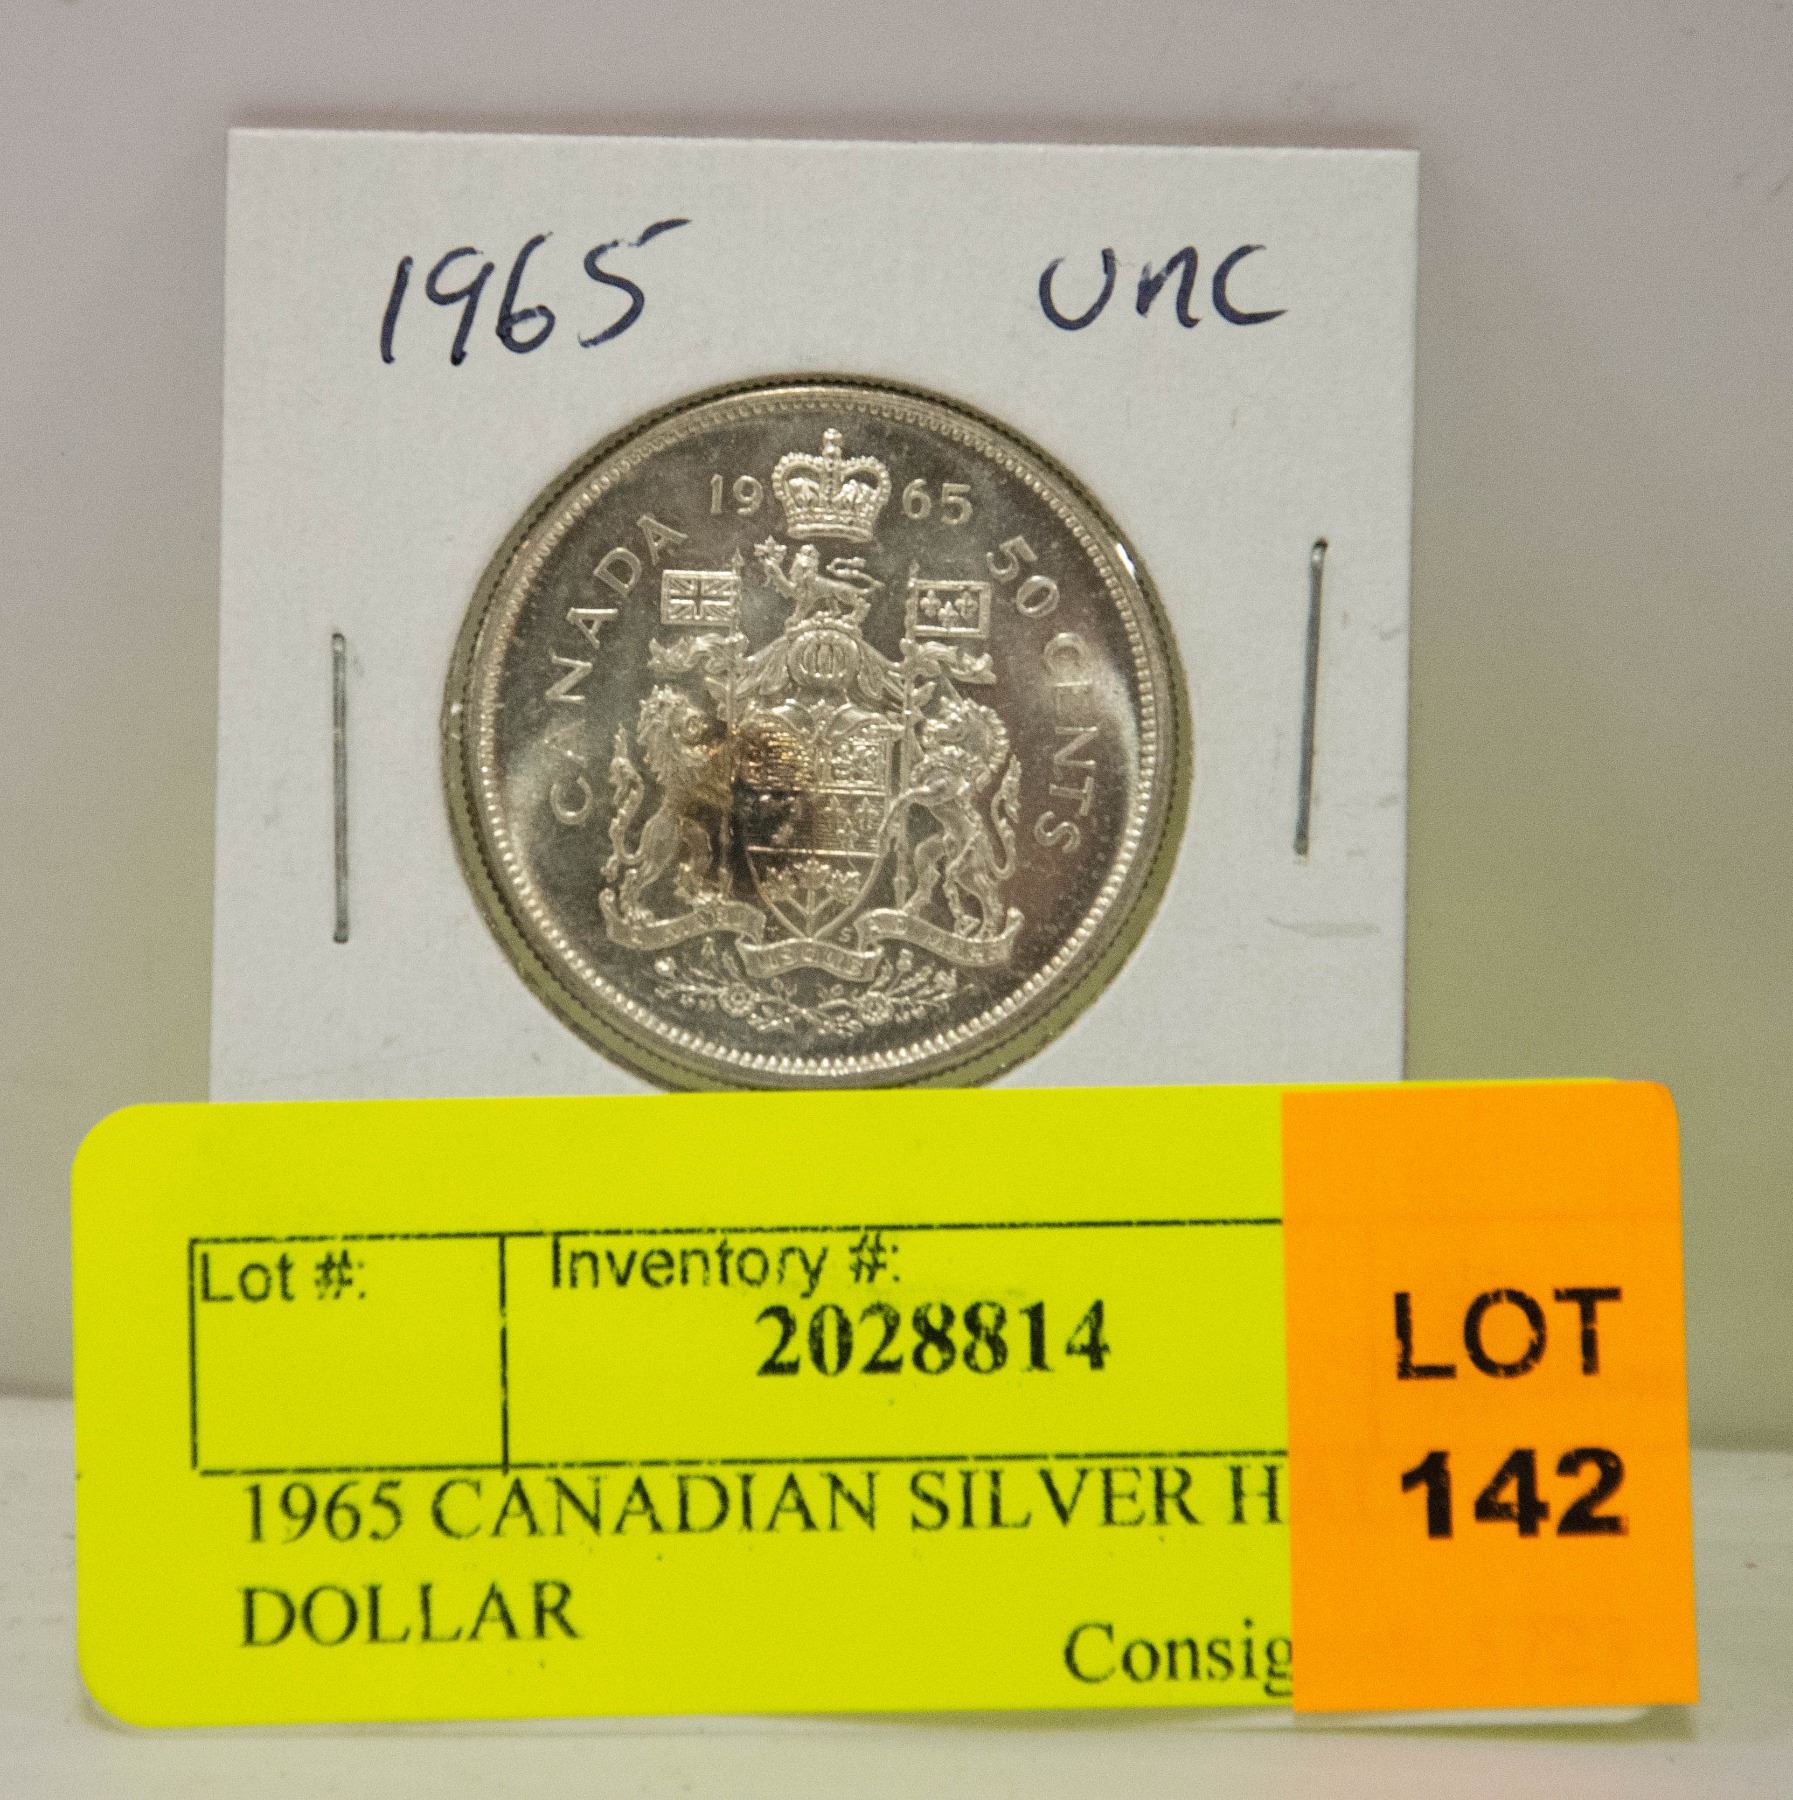 1965 UNC
19 65
CANADA
50 CENTS
Lot #:
Inventory #:
2028814
LOT
142
1965 CANADIAN SILVER H
DOLLAR
Consig